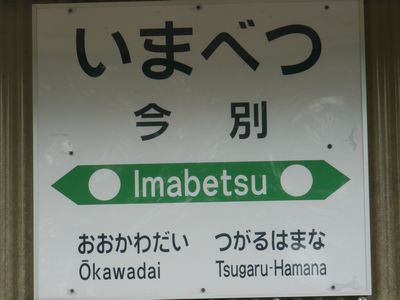 いまべつ
今別
Imabetsu
おおかわだい つがるはまな
Ōkawadai Tsugaru-Hamana